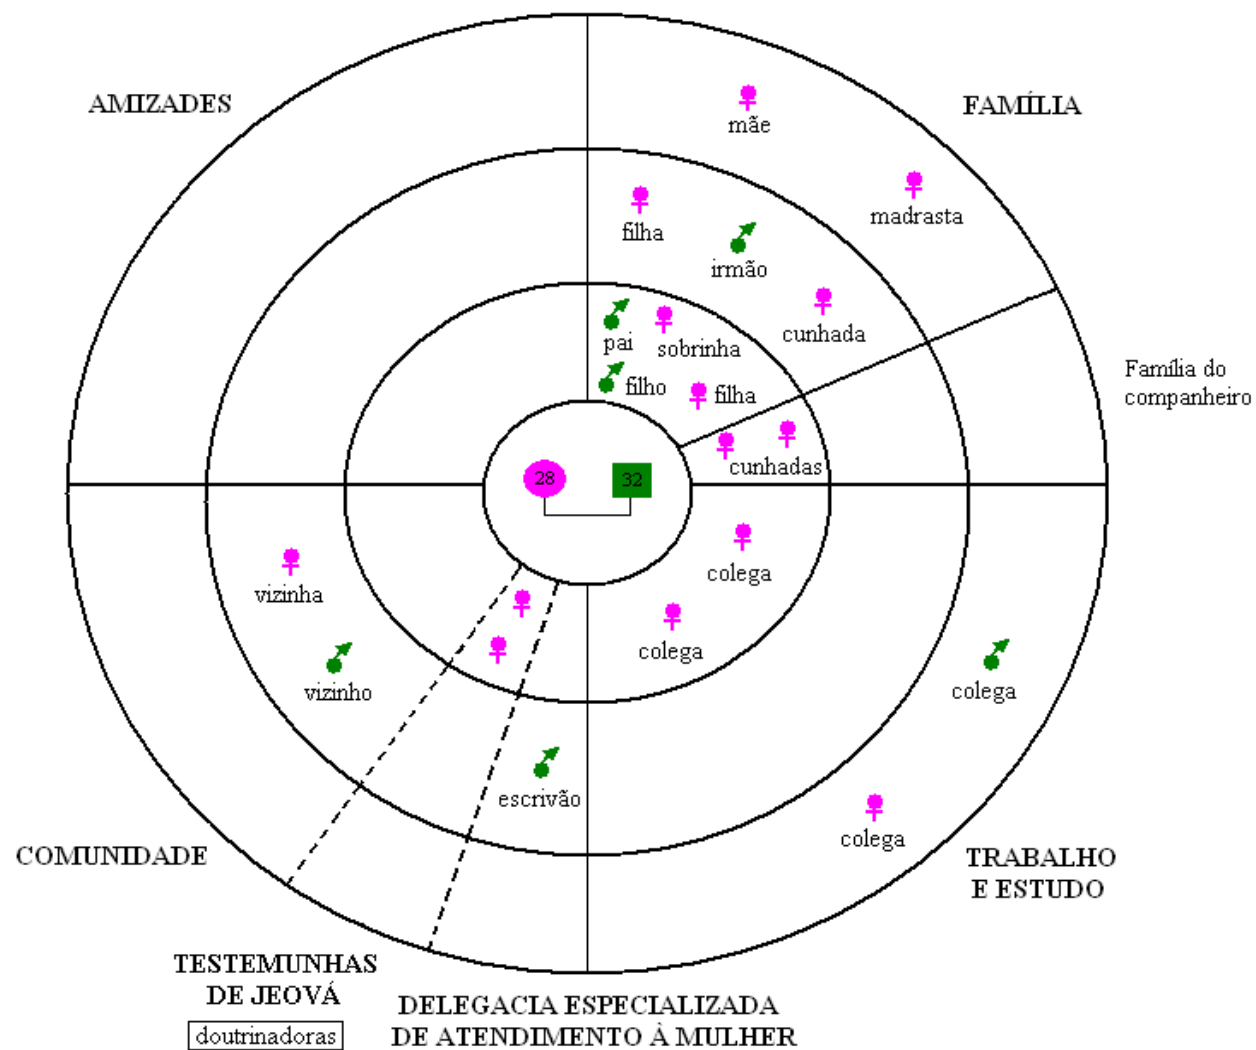 AMIZADES
FAMÍLIA
mãe
madrasta
filha
irmão
cunhada
pai
sobrinha
filho
filha
Família do
companheiro
cunhadas
28
32
colega
colega
vizinha
vizinho
colega
escrivão
colega
COMUNIDADE
TRABALHO
E ESTUDO
TESTEMUNHAS
DE JEOVÁ
doutrinadoras
DELEGACIA ESPECIALIZADA
DE ATENDIMENTO À MULHER